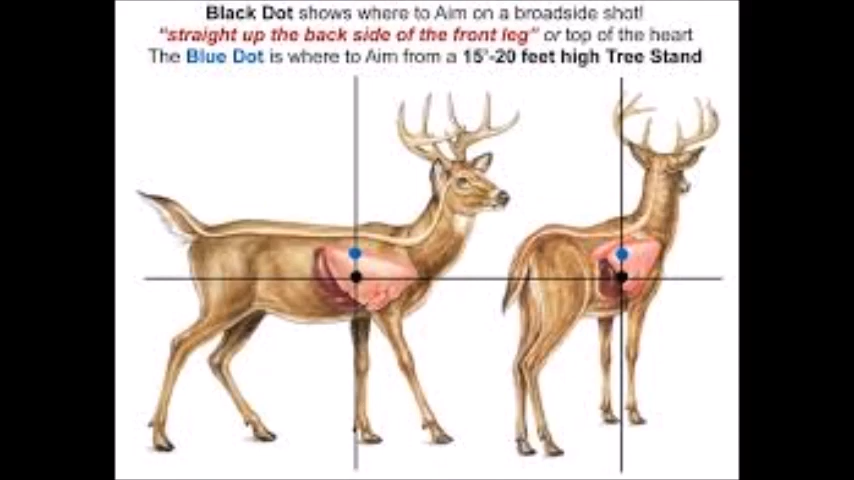 Black Dot shows where to Aim on a broadside shot!
"straight up the back side of the front leg" or top of the heart
The Blue Dot is where to Aim from a 15'-20 feet high Tree Stand